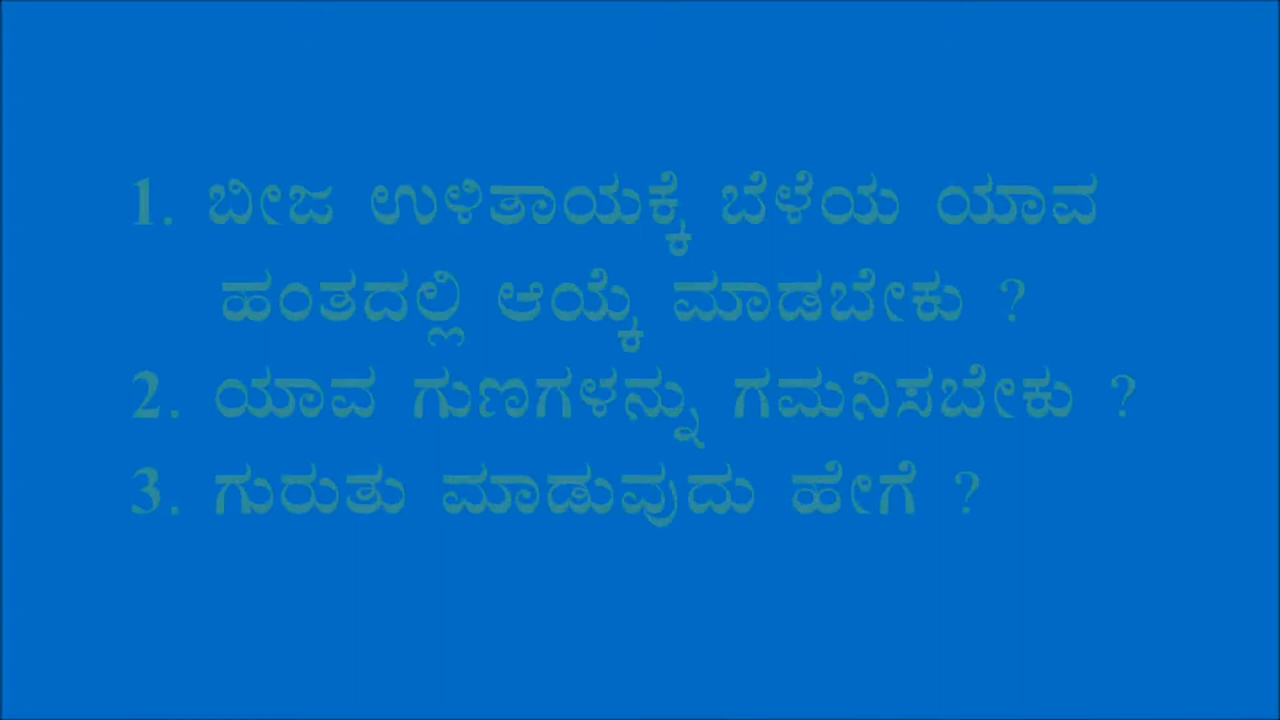 1. ಬೀಜ ಉಳಿತಾಯಕ್ಕೆ ಬೆಳೆಯ ಯಾವ
ಹಂತದಲ್ಲಿ ಆಯ್ಕೆ ಮಾಡಬೇಕು ?
2. ಯಾವ ಗುಣಗಳನ್ನು ಗಮನಿಸಬೇಕು ?
3. ಗುರುತು ಮಾಡುವುದು ಹೇಗೆ ?